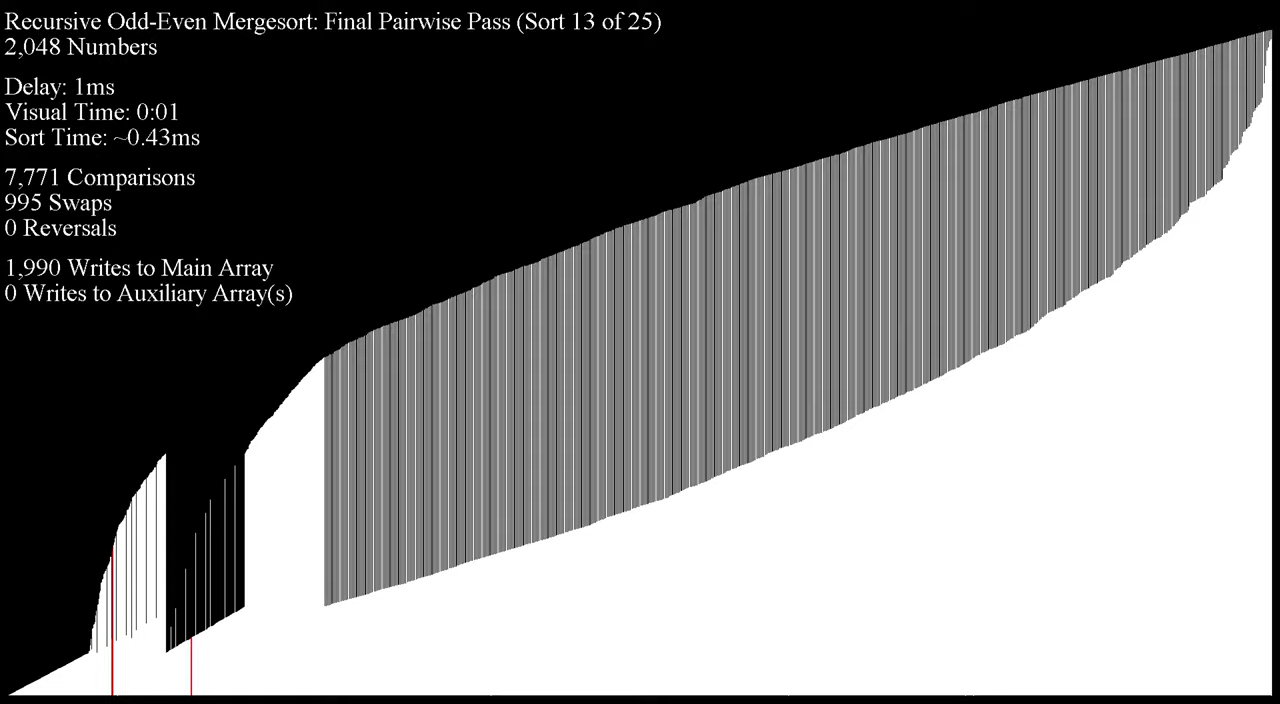 Recursive Odd-Even Mergesort: Final Pairwise Pass (Sort 13 of 25)
2,048 Numbers
Delay: 1ms
Visual Time: 0:01
Sort Time: ~0.43ms
7,771 Comparisons
995 Swaps
0 Reversals
1,990 Writes to Main Array
0 Writes to Auxiliary Array(s)